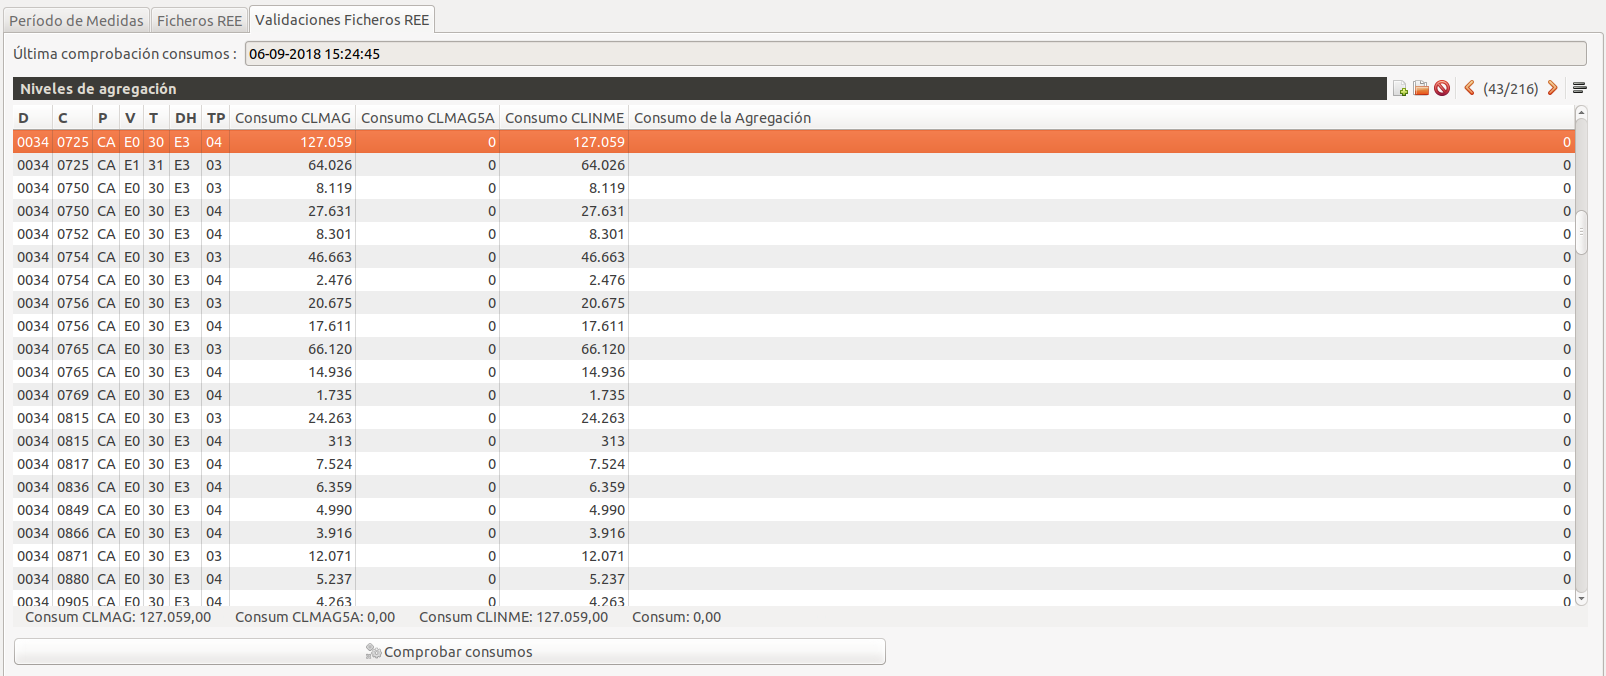 Período de Medidas Ficheros REE Validaciones Ficheros REE
Última comprobación consumos : 06-09-2018 15:24:45
Niveles de agregación (43/216)
D C P V T DH TP Consumo CLMAG Consumo CLMAG5A Consumo CLINME Consumo de la Agregación
0034 0725 CA E0 30 E3 04 127.059 0 127.059 0
0034 0725 CA E1 31 E3 03 64.026 0 64.026 0
0034 0750 CA E0 30 E3 03 8.119 0 8.119 0
0034 0750 CA E0 30 E3 04 27.631 0 27.631 0
0034 0752 CA E0 30 E3 04 8.301 0 8.301 0
0034 0754 CA E0 30 E3 03 46.663 0 46.663 0
0034 0754 CA E0 30 E3 04 2.476 0 2.476 0
0034 0756 CA E0 30 E3 03 20.675 0 20.675 0
0034 0756 CA E0 30 E3 04 17.611 0 17.611 0
0034 0765 CA E0 30 E3 03 66.120 0 66.120 0
0034 0765 CA E0 30 E3 04 14.936 0 14.936 0
0034 0769 CA E0 30 E3 04 1.735 0 1.735 0
0034 0815 CA E0 30 E3 03 24.263 0 24.263 0
0034 0815 CA E0 30 E3 04 313 0 313 0
0034 0817 CA E0 30 E3 04 7.524 0 7.524 0
0034 0836 CA E0 30 E3 04 6.359 0 6.359 0
0034 0849 CA E0 30 E3 04 4.990 0 4.990 0
0034 0866 CA E0 30 E3 04 3.916 0 3.916 0
0034 0871 CA E0 30 E3 03 12.071 0 12.071 0
0034 0880 CA E0 30 E3 04 5.237 0 5.237 0
0034 0905 CA E0 30 E3 04 4.263 0 4.263 0
Consum CLMAG: 127.059,00 Consum CLMAG5A: 0,00 Consum CLINME: 127.059,00 Consum: 0,00
Comprobar consumos